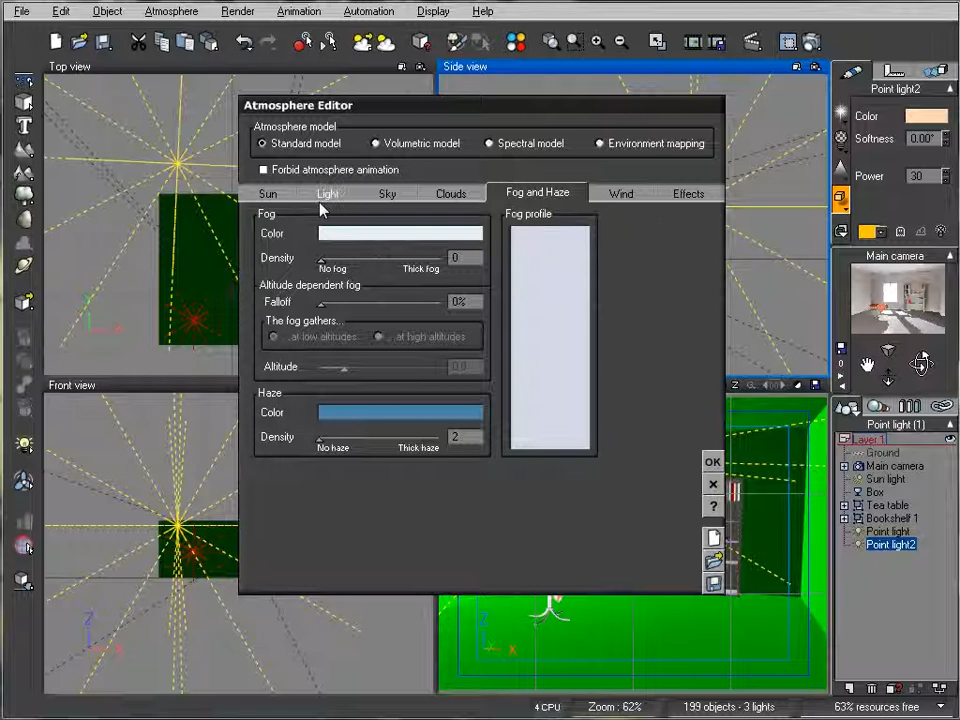 File Edit Object Atmosphere Render Animation Automation Display Help
Top view
Side view
Point light2
Color
Softness 0.00°
Power 30
Main camera
Atmosphere Editor
Atmosphere model
Standard model Volumetric model Spectral model Environment mapping
Forbid atmosphere animation
Sun Light Sky Clouds Fog and Haze Wind Effects
Fog
Color
Density 0
No fog Thick fog
Altitude dependent fog
Falloff 0%
The fog gathers...
...at low altitudes ...at high altitudes
Altitude 0.0
Haze
Color
Density 2
No haze Thick haze
Fog profile
OK
?
Front view
Z
0
Point light (1)
Layer 1
Ground
Main camera
Sun light
Box
Tea table
Bookshelf 1
Point light
Point light2
Z
X
4 CPU Zoom : 62% 199 objects - 3 lights 63% resources free